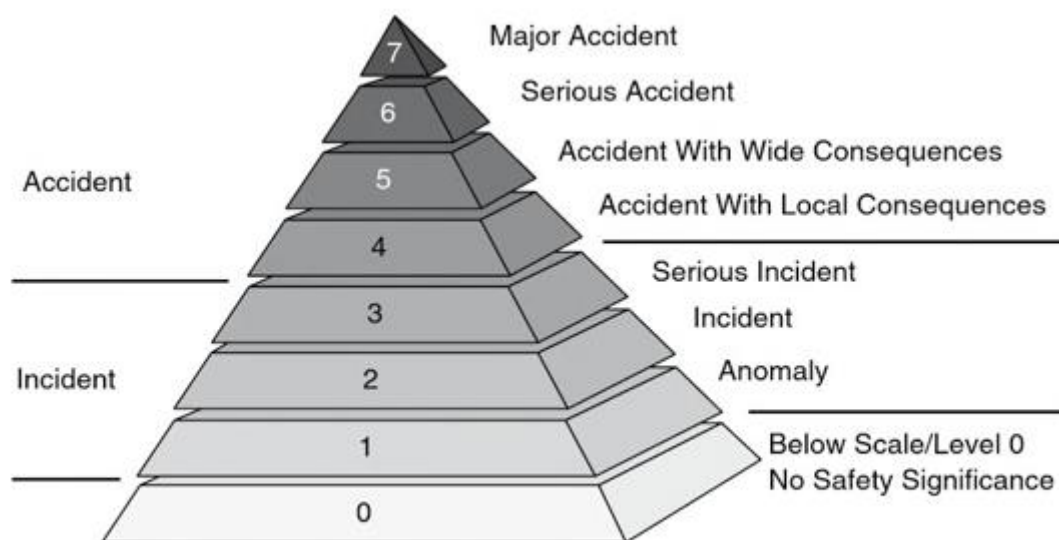 7
Major Accident
6
Serious Accident
5
Accident With Wide Consequences
Accident
4
Accident With Local Consequences
3
Serious Incident
2
Incident
Incident
1
Anomaly
0
Below Scale/Level 0
No Safety Significance